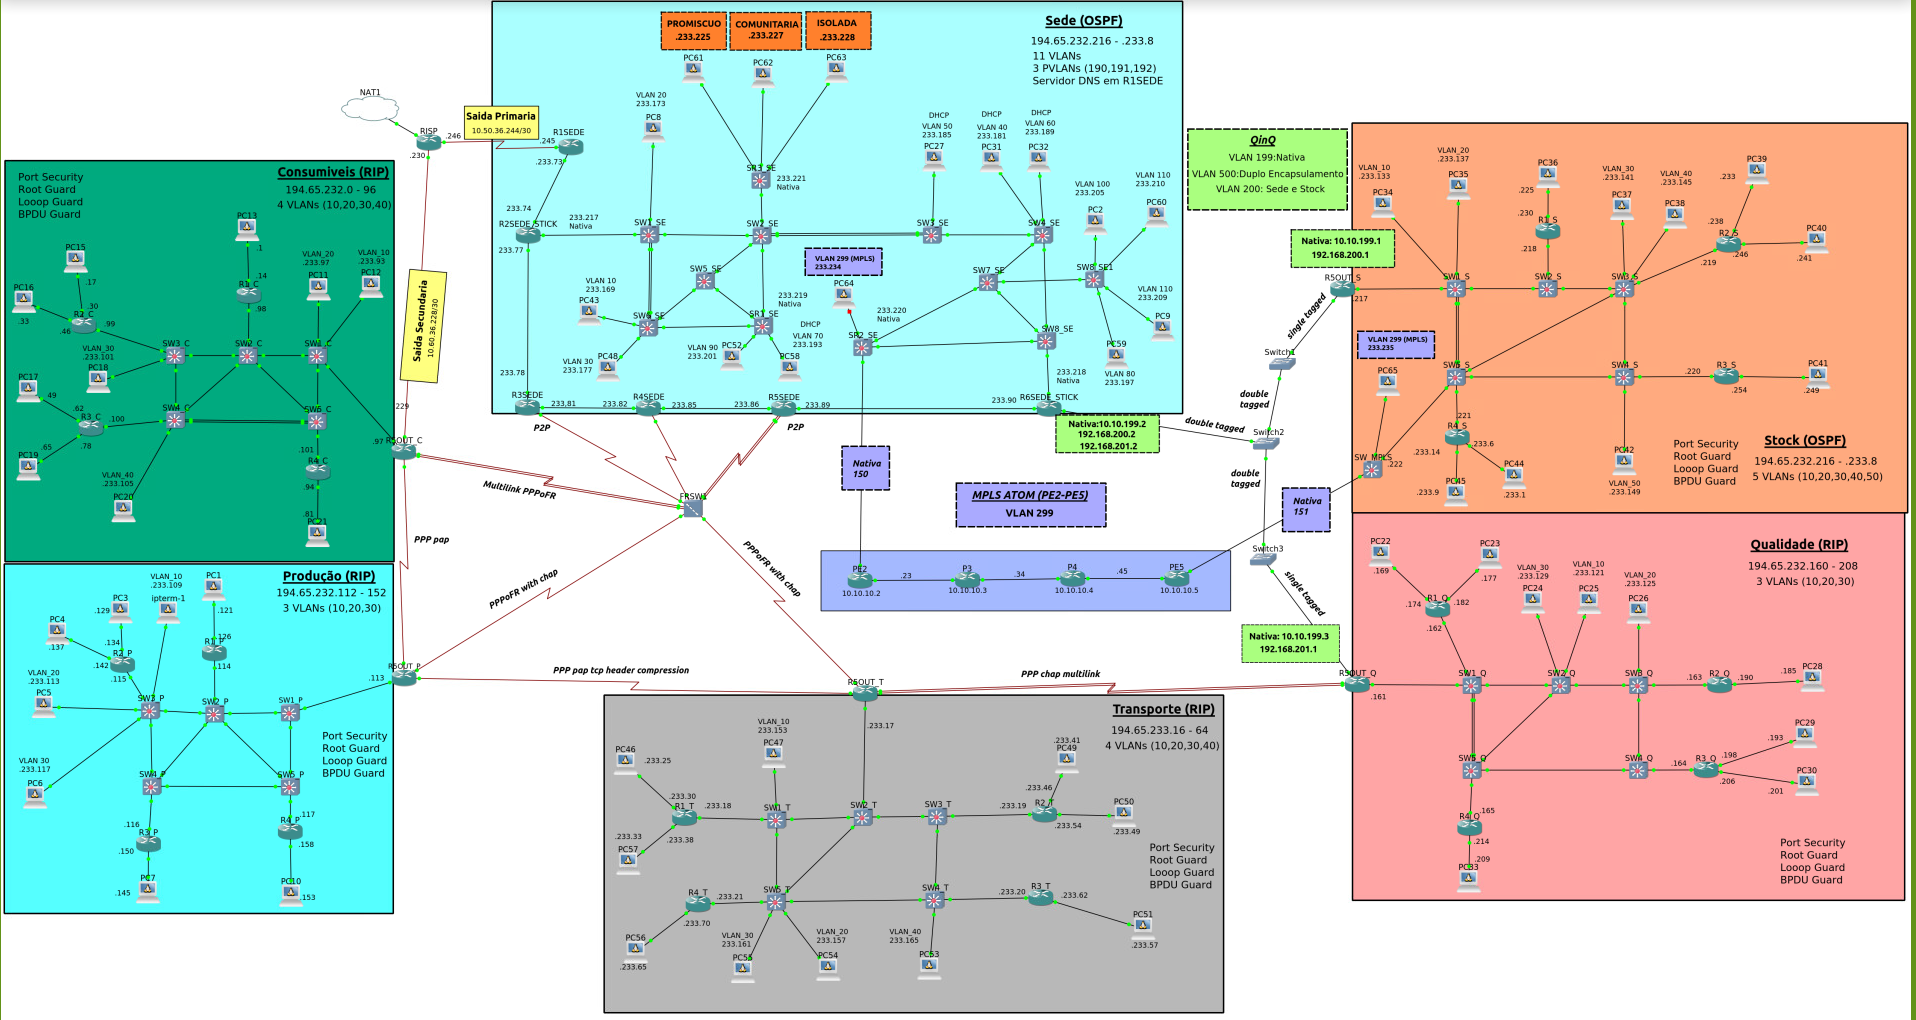 Sede (OSPF)
194.65.232.216 - .233.8
11 VLANs
3 PVLANs (190,191,192)
Servidor DNS em R1SEDE
PROMISCUO
.233.225
COMUNITARIA
.233.227
ISOLADA
.233.228
PC61
PC62
PC63
VLAN 20
233.173
PC8
NAT1
RISP
.246
.230
Saida Primaria
10.50.36.244/30
.245
R1SEDE
.233.73
233.74
R2SEDE_STICK
233.77
233.217
Nativa
SR3_SE
233.221
Nativa
SW1_SE
SW2_SE
SW3_SE
SW4_SE
DHCP
VLAN 50
233.185
PC27
DHCP
VLAN 40
233.181
PC31
DHCP
VLAN 60
233.189
PC32
VLAN 100
233.205
PC2
VLAN 110
233.210
PC60
SW5_SE
VLAN 299 (MPLS)
233.234
PC64
SW7_SE
SW8_SE1
VLAN 10
233.169
PC43
SW6_SE
SR1_SE
233.219
Nativa
233.220
Nativa
SR2_SE
SW8_SE
VLAN 110
233.209
PC9
VLAN 30
233.177
PC48
VLAN 90
233.201
PC52
DHCP
VLAN 70
233.193
PC58
PC59
VLAN 80
233.197
233.218
Nativa
233.78
R3SEDE
233,81
233.82
R4SEDE
233.85
233.86
R5SEDE
233.89
233.90
R6SEDE_STICK
P2P
P2P
Nativa:10.10.199.2
192.168.200.2
192.168.201.2
QinQ
VLAN 199:Nativa
VLAN 500:Duplo Encapsulamento
VLAN 200: Sede e Stock
Nativa: 10.10.199.1
192.168.200.1
single tagged
Switch1
double
tagged
double tagged
Switch2
double
tagged
Switch3
single tagged
Nativa: 10.10.199.3
192.168.201.1
Port Security
Root Guard
Looop Guard
BPDU Guard
Consumiveis (RIP)
194.65.232.0 - 96
4 VLANs (10,20,30,40)
PC13
.1
.14
R1_C
.98
PC15
.17
PC16
.33
.30
R2_C
.46
.99
VLAN_20
233.97
PC11
VLAN_10
233.93
PC12
SW3_C
SW2_C
SW1_C
VLAN_30
233.101
PC18
PC17
.49
.62
R3_C
.100
.78
.65
PC19
SW4_C
SW6_C
VLAN_40
233.105
PC20
.101
R4_C
.94
.81
PC21
Saida Secundaria
10.60.36.228/30
229
.97
R5OUT_C
Multilink PPPoFR
FRSW1
PPP pap
PPPoFR with chap
PPPoFR with chap
Nativa
150
MPLS ATOM (PE2-PE5)
VLAN 299
Nativa
151
PE2
.23
P3
.34
P4
.45
PE5
10.10.10.2
10.10.10.3
10.10.10.4
10.10.10.5
VLAN_10
.233.133
PC34
VLAN_20
233.137
PC35
PC36
.225
.230
R1_S
.218
VLAN_30
233.141
PC37
VLAN_40
233.145
PC38
PC39
.233
.238
R2_S
.246
.219
PC40
.241
R5OUT_S
.217
SW1_S
SW2_S
SW3_S
VLAN 299 (MPLS)
233.235
PC65
SW5_S
SW4_S
.220
R3_S
.254
PC41
.249
.221
R4_S
233.6
233.14
SW_MPLS
.222
PC45
.233.9
PC44
.233.1
PC42
VLAN_50
233.149
Port Security
Root Guard
Looop Guard
BPDU Guard
Stock (OSPF)
194.65.232.216 - .233.8
5 VLANs (10,20,30,40,50)
Produção (RIP)
194.65.232.112 - 152
3 VLANs (10,20,30)
PC1
.121
.126
R1_P
.114
VLAN_10
233.109
ipterm-1
PC3
.129
PC4
.137
.134
R2_P
.142
.115
VLAN_20
233.113
PC5
SW3_P
SW2_P
SW1_P
.113
R5OUT_P
Port Security
Root Guard
Looop Guard
BPDU Guard
VLAN 30
233.117
PC6
SW4_P
SW5_P
.116
R3_P
.150
.145
PC7
.117
R4_P
.158
PC10
.153
PPP pap tcp header compression
R5OUT_T
PPP chap multilink
Transporte (RIP)
194.65.233.16 - 64
4 VLANs (10,20,30,40)
.233.17
PC46
.233.25
VLAN_10
233.153
PC47
.233.41
PC49
.233.46
.233.30
R1_T
.233.18
SW1_T
SW2_T
SW3_T
.233.19
R2_T
.233.54
PC50
.233.49
.233.33
.233.38
PC57
R4_T
.233.21
.233.70
SW5_T
SW4_T
.233.20
R3_T
.233.62
PC51
.233.57
PC56
.233.65
VLAN_30
233.161
PC55
VLAN_20
233.157
PC54
VLAN_40
233.165
PC53
Port Security
Root Guard
Looop Guard
BPDU Guard
Qualidade (RIP)
194.65.232.160 - 208
3 VLANs (10,20,30)
PC22
.169
PC23
.177
.174
R1_Q
.182
.162
VLAN_30
233.129
PC24
VLAN_10
233.121
PC25
VLAN_20
233.125
PC26
R5OUT_Q
.161
SW1_Q
SW2_Q
SW3_Q
.163
R2_Q
.190
.185
PC28
PC29
.193
SW5_Q
SW4_Q
.164
R3_Q
.198
.206
.201
PC30
.165
R4_Q
.214
.209
PC33
Port Security
Root Guard
Looop Guard
BPDU Guard